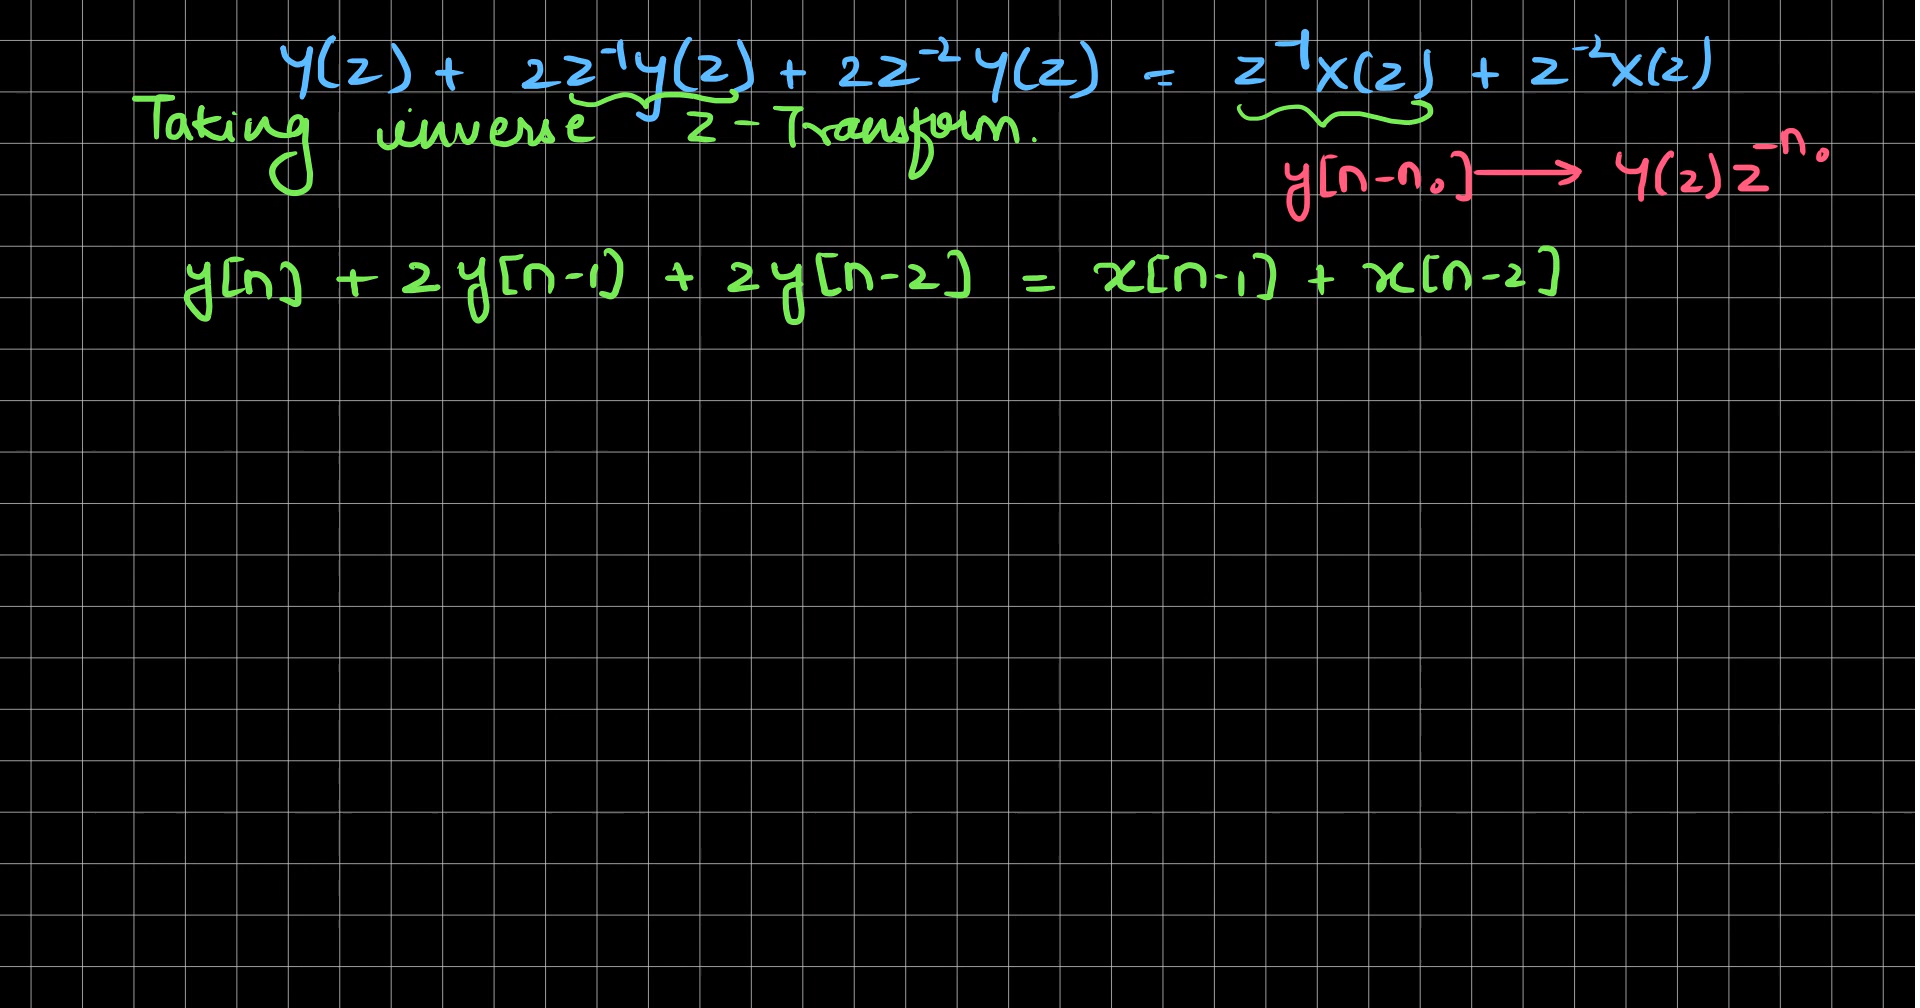 Y(z) + 2z⁻¹y(z) + 2z⁻²Y(z) = z⁻¹X(z) + z⁻²X(z)
Taking inverse z-Transform.
y[n-n₀] ⟶ Y(z)z⁻ⁿ₀
y[n] + 2y[n-1] + 2y[n-2] = x[n-1] + x[n-2]